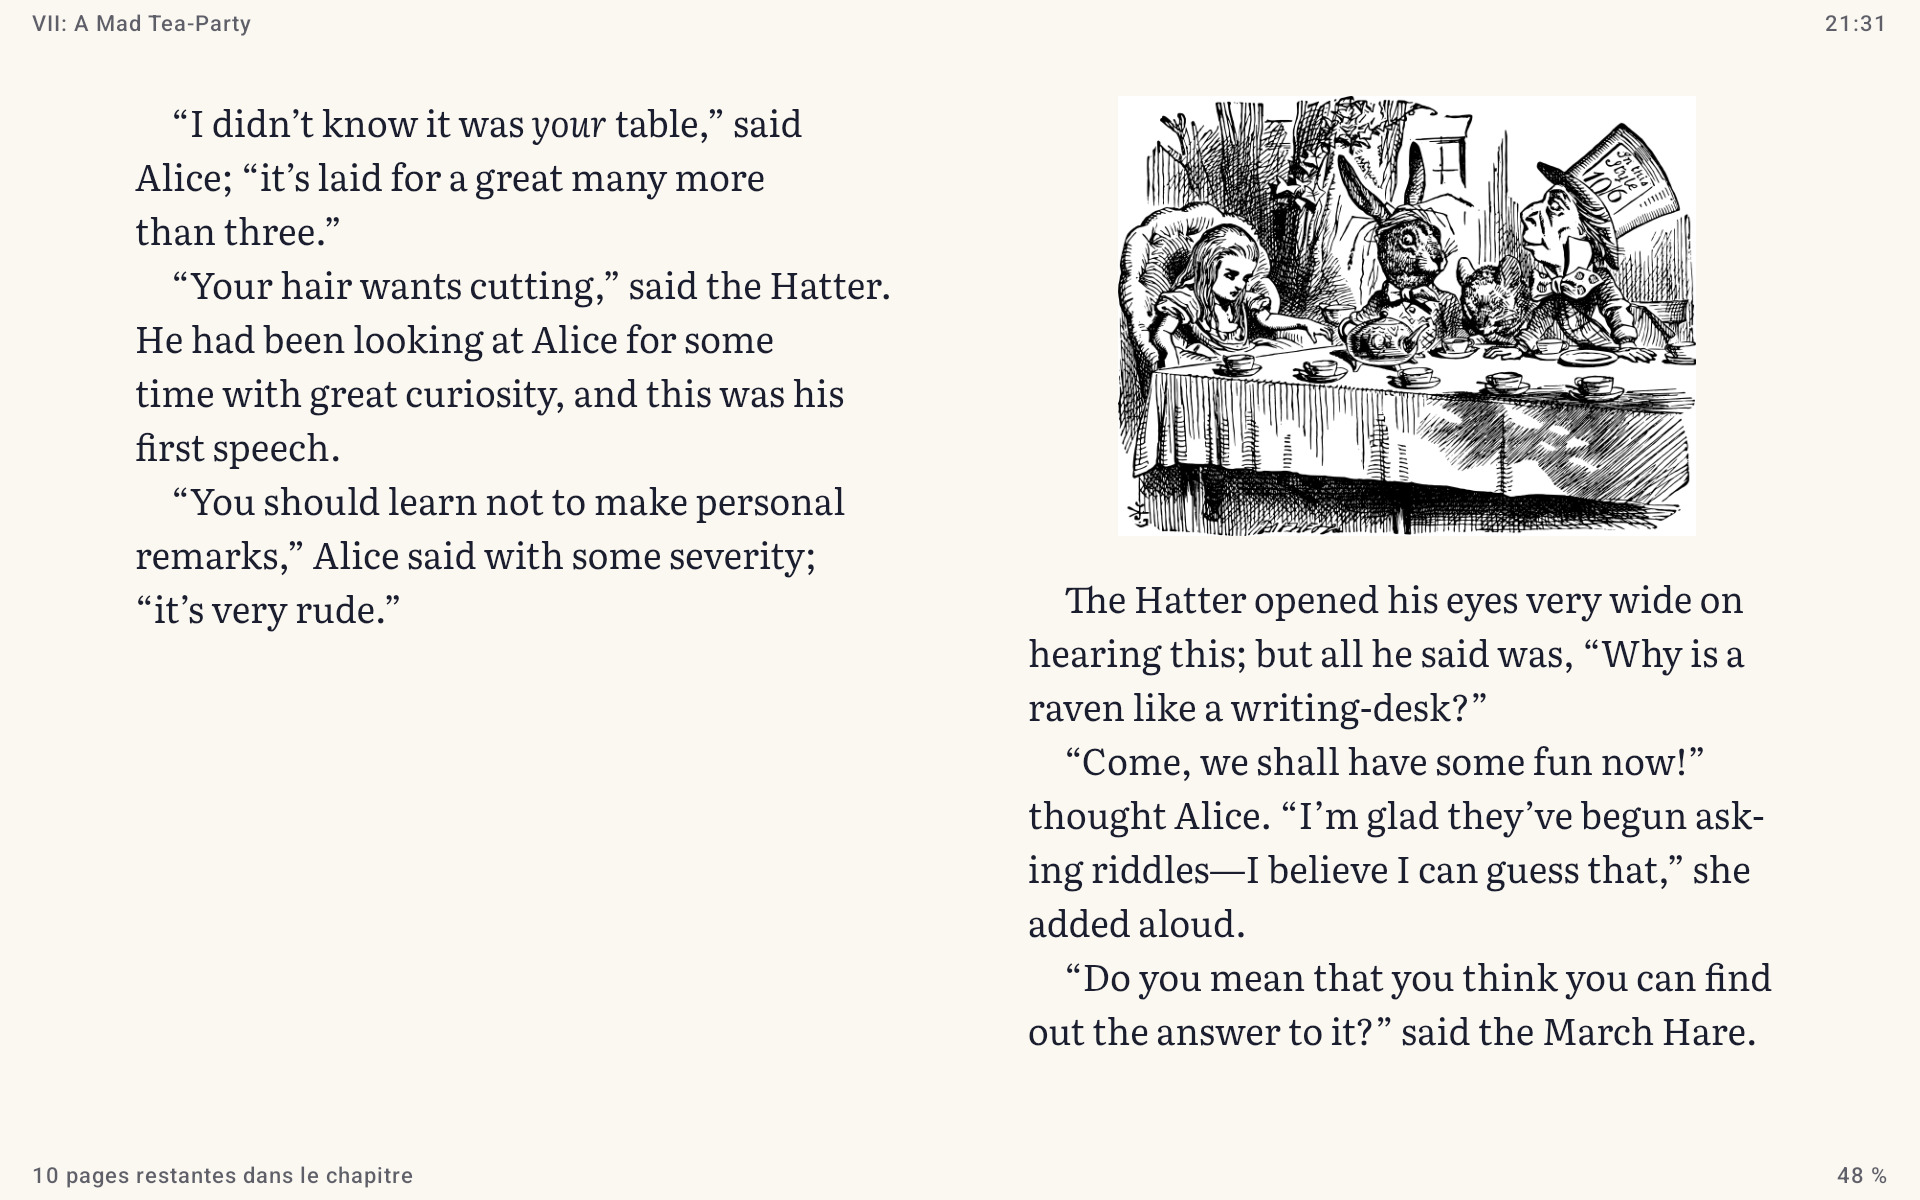 VII: A Mad Tea-Party
21:31
“I didn’t know it was your table,” said
Alice; “it’s laid for a great many more
than three.”
“Your hair wants cutting,” said the Hatter.
He had been looking at Alice for some
time with great curiosity, and this was his
first speech.
“You should learn not to make personal
remarks,” Alice said with some severity;
“it’s very rude.”
In this
Style
10/6
The Hatter opened his eyes very wide on
hearing this; but all he said was, “Why is a
raven like a writing-desk?”
“Come, we shall have some fun now!”
thought Alice. “I’m glad they’ve begun ask-
ing riddles—I believe I can guess that,” she
added aloud.
“Do you mean that you think you can find
out the answer to it?” said the March Hare.
10 pages restantes dans le chapitre
48 %